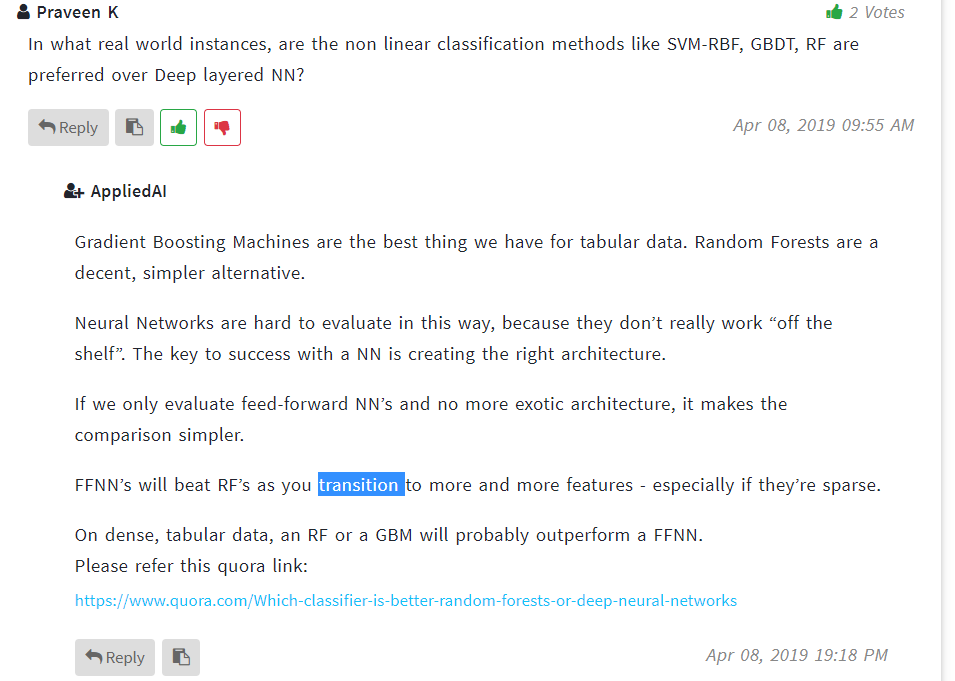 Praveen K
2 Votes
In what real world instances, are the non linear classification methods like SVM-RBF, GBDT, RF are
preferred over Deep layered NN?
Reply
Apr 08, 2019 09:55 AM
AppliedAI
Gradient Boosting Machines are the best thing we have for tabular data. Random Forests are a
decent, simpler alternative.
Neural Networks are hard to evaluate in this way, because they don’t really work “off the
shelf”. The key to success with a NN is creating the right architecture.
If we only evaluate feed-forward NN’s and no more exotic architecture, it makes the
comparison simpler.
FFNN’s will beat RF’s as you transition to more and more features - especially if they’re sparse.
On dense, tabular data, an RF or a GBM will probably outperform a FFNN.
Please refer this quora link:
https://www.quora.com/Which-classifier-is-better-random-forests-or-deep-neural-networks
Reply
Apr 08, 2019 19:18 PM